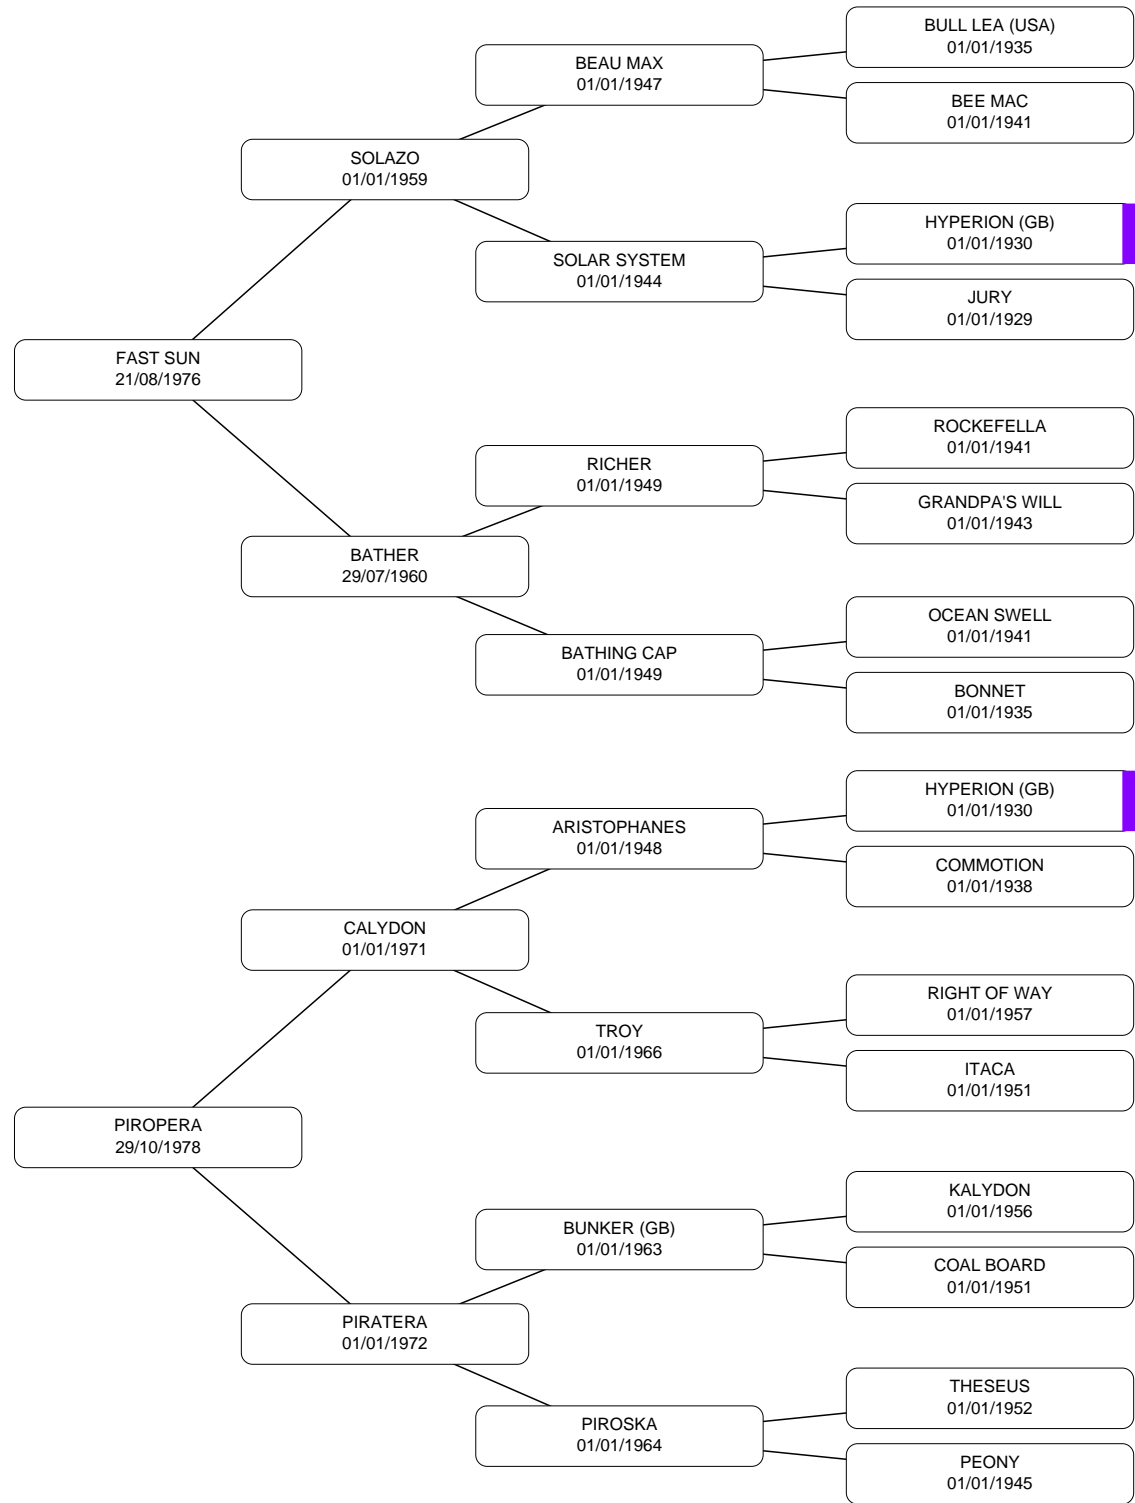 BULL LEA (USA)
01/01/1935
BEAU MAX
01/01/1947
BEE MAC
01/01/1941
SOLAZO
01/01/1959
HYPERION (GB)
01/01/1930
SOLAR SYSTEM
01/01/1944
JURY
01/01/1929
FAST SUN
21/08/1976
ROCKEFELLA
01/01/1941
RICHER
01/01/1949
GRANDPA'S WILL
01/01/1943
BATHER
29/07/1960
OCEAN SWELL
01/01/1941
BATHING CAP
01/01/1949
BONNET
01/01/1935
HYPERION (GB)
01/01/1930
ARISTOPHANES
01/01/1948
COMMOTION
01/01/1938
CALYDON
01/01/1971
RIGHT OF WAY
01/01/1957
TROY
01/01/1966
ITACA
01/01/1951
PIROPERA
29/10/1978
KALYDON
01/01/1956
BUNKER (GB)
01/01/1963
COAL BOARD
01/01/1951
PIRATERA
01/01/1972
THESEUS
01/01/1952
PIROSKA
01/01/1964
PEONY
01/01/1945